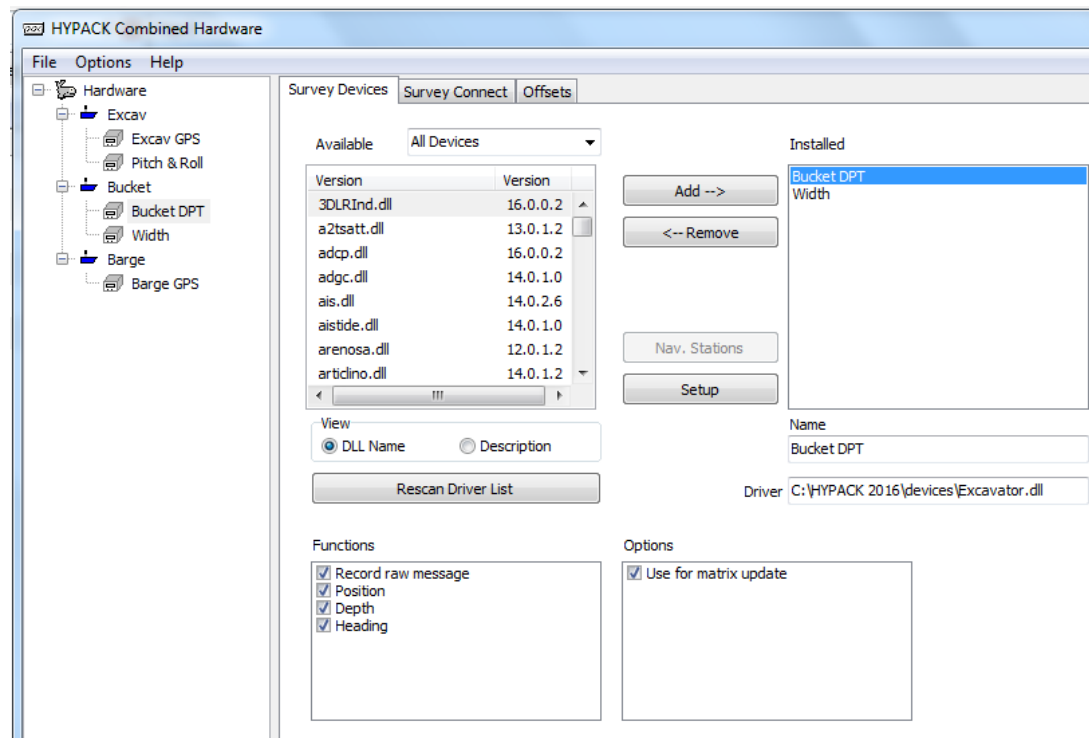 HYPACK Combined Hardware
File Options Help
Hardware
Excav
Excav GPS
Pitch & Roll
Bucket
Bucket DPT
Width
Barge
Barge GPS
Survey Devices Survey Connect Offsets
Available All Devices
Version Version
3DLRInd.dll 16.0.0.2
a2tsatt.dll 13.0.1.2
adcp.dll 16.0.0.2
adgc.dll 14.0.1.0
ais.dll 14.0.2.6
aistide.dll 14.0.1.0
arenosa.dll 12.0.1.2
articlino.dll 14.0.1.2
View
DLL Name Description
Rescan Driver List
Add -->
<-- Remove
Nav. Stations
Setup
Installed
Bucket DPT
Width
Name
Bucket DPT
Driver C:\HYPACK 2016\devices\Excavator.dll
Functions
Record raw message
Position
Depth
Heading
Options
Use for matrix update